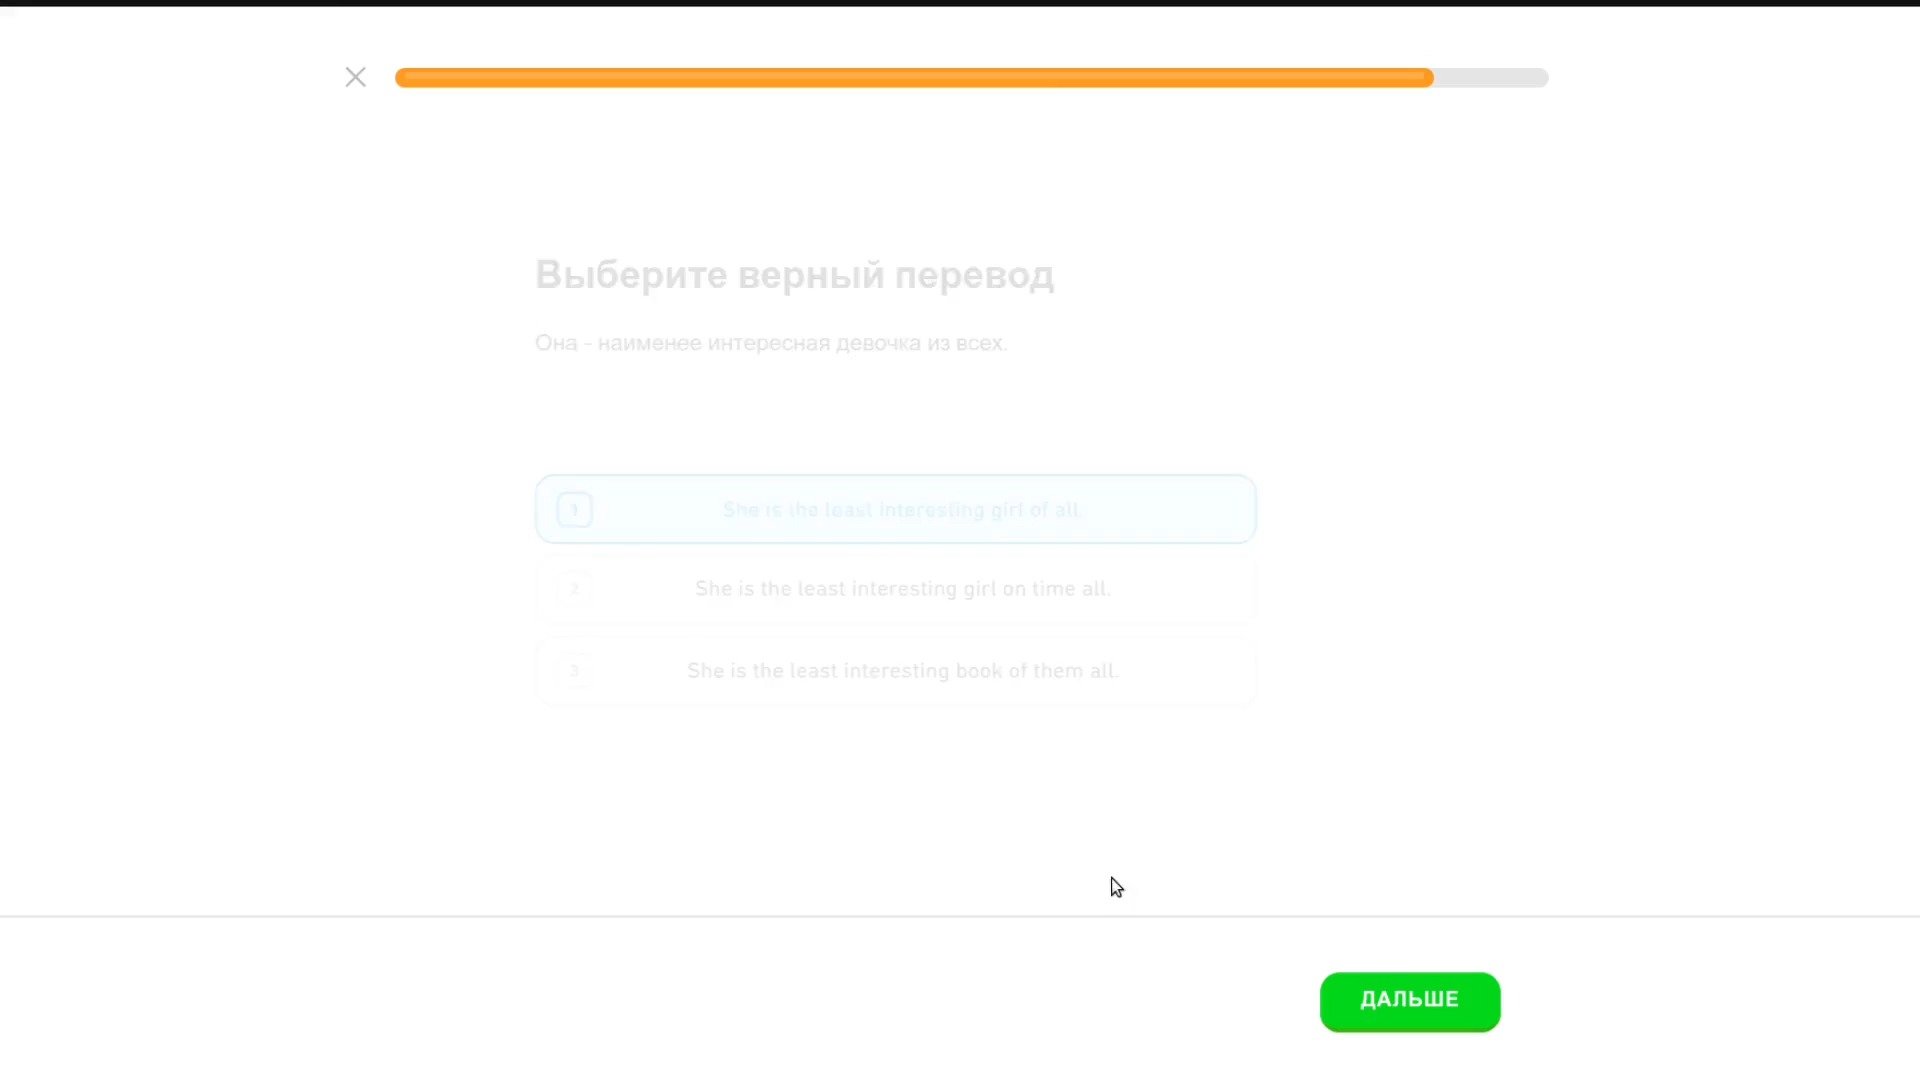 Выберите верный перевод
Она - наименее интересная девочка из всех.
1 She is the least interesting girl of all.
2 She is the least interesting girl on time all.
3 She is the least interesting book of them all.
ДАЛЬШЕ